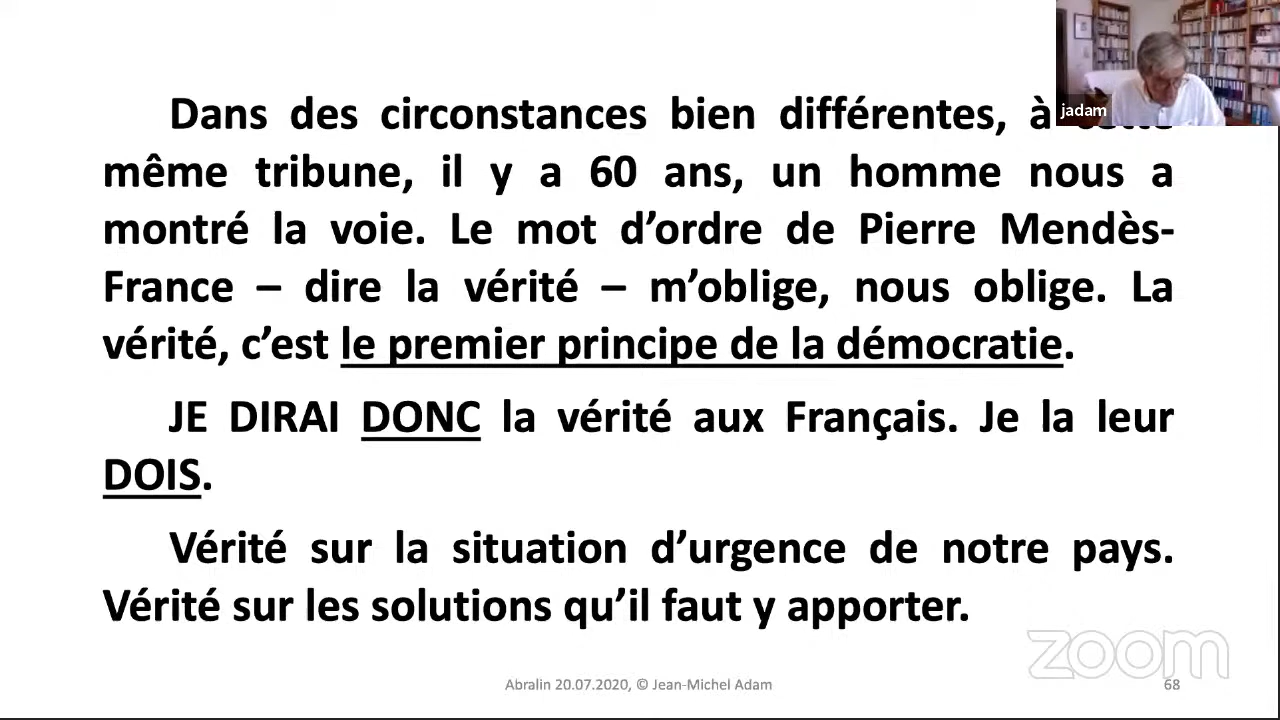 Dans des circonstances bien différentes, à cette
même tribune, il y a 60 ans, un homme nous a
montré la voie. Le mot d’ordre de Pierre Mendès-
France – dire la vérité – m’oblige, nous oblige. La
vérité, c’est le premier principe de la démocratie.
JE DIRAI DONC la vérité aux Français. Je la leur
DOIS.
Vérité sur la situation d’urgence de notre pays.
Vérité sur les solutions qu’il faut y apporter.
jadam
zoom
Abralin 20.07.2020, © Jean-Michel Adam
68